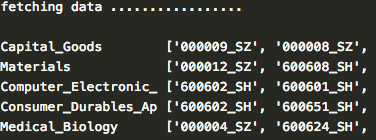 fetching data .................
Capital_Goods ['000009_SZ', '000008_SZ',
Materials ['000012_SZ', '600608_SH',
Computer_Electronic_ ['600602_SH', '600601_SH',
Consumer_Durables_Ap ['600602_SH', '600651_SH',
Medical_Biology ['000004_SZ', '600624_SH',